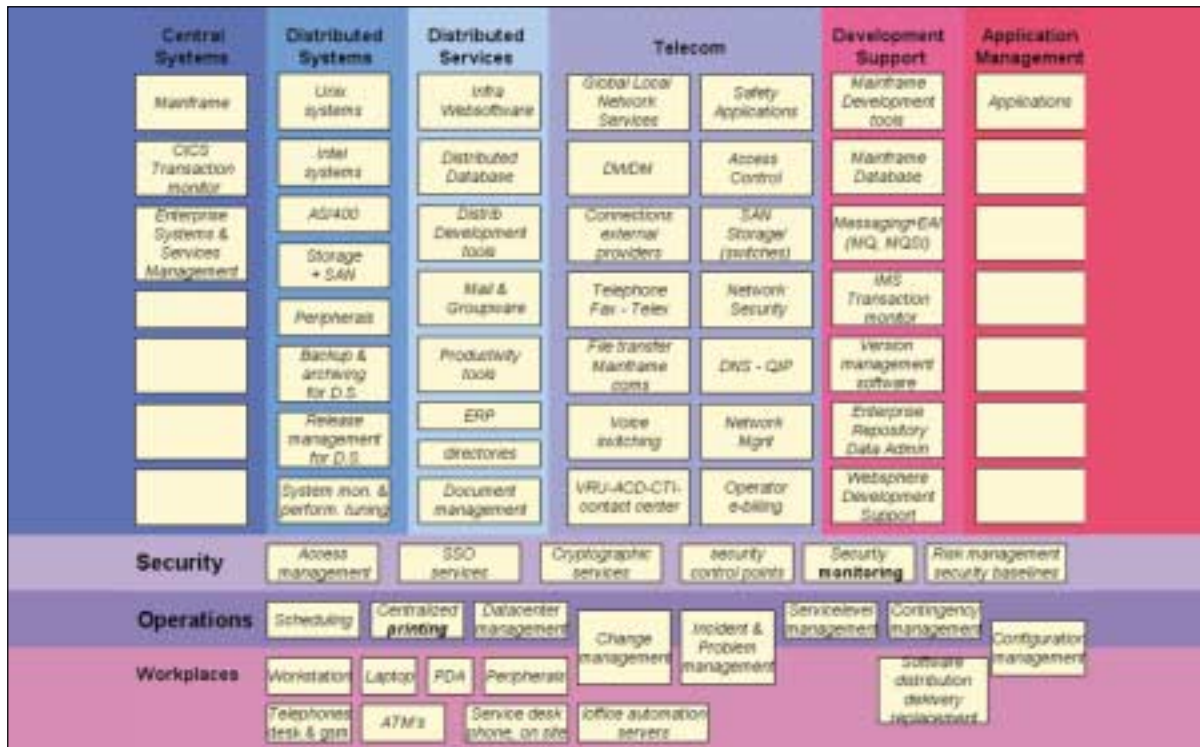 Central
Systems
Mainframe
CICS
Transaction
monitor
Enterprise
Systems &
Services
Management
Distributed
Systems
Unix
systems
Intel
systems
AS/400
Storage
+ SAN
Peripherals
Backup &
archiving
for D.S.
Release
management
for D.S.
System mon. &
perform. tuning
Distributed
Services
Infra
Websoftware
Distributed
Database
Distrib
Development
tools
Mail &
Groupware
Productivity
tools
ERP
directories
Document
management
Telecom
Global Local
Network
Services
DWDM
Connections
external
providers
Telephone
Fax - Telex
File transfer
Mainframe
coms
Voice
switching
VRU-ACD-CTI-
contact center
Safety
Applications
Access
Control
SAN
Storage/
(switches)
Network
Security
DNS - QIP
Network
Mgnt
Operator
e-billing
Development
Support
Mainframe
Development
tools
Mainframe
Database
Messaging+EAI
(MQ, MQSI)
IMS
Transaction
monitor
Version
management
software
Enterprise
Repository
Data Admin
Websphere
Development
Support
Application
Management
Applications
Security
Access
management
SSO
services
Cryptographic
services
security
control points
Security
monitoring
Risk management
security baselines
Operations
Scheduling
Centralized
printing
Datacenter
management
Change
management
Incident &
Problem
management
Servicelevel
management
Contingency
management
Configuration
management
Workplaces
Workstation
Laptop
PDA
Peripherals
Software
distribution
delivery
replacement
Telephones
desk & gsm
ATM's
Service desk
phone, on site
office automation
servers